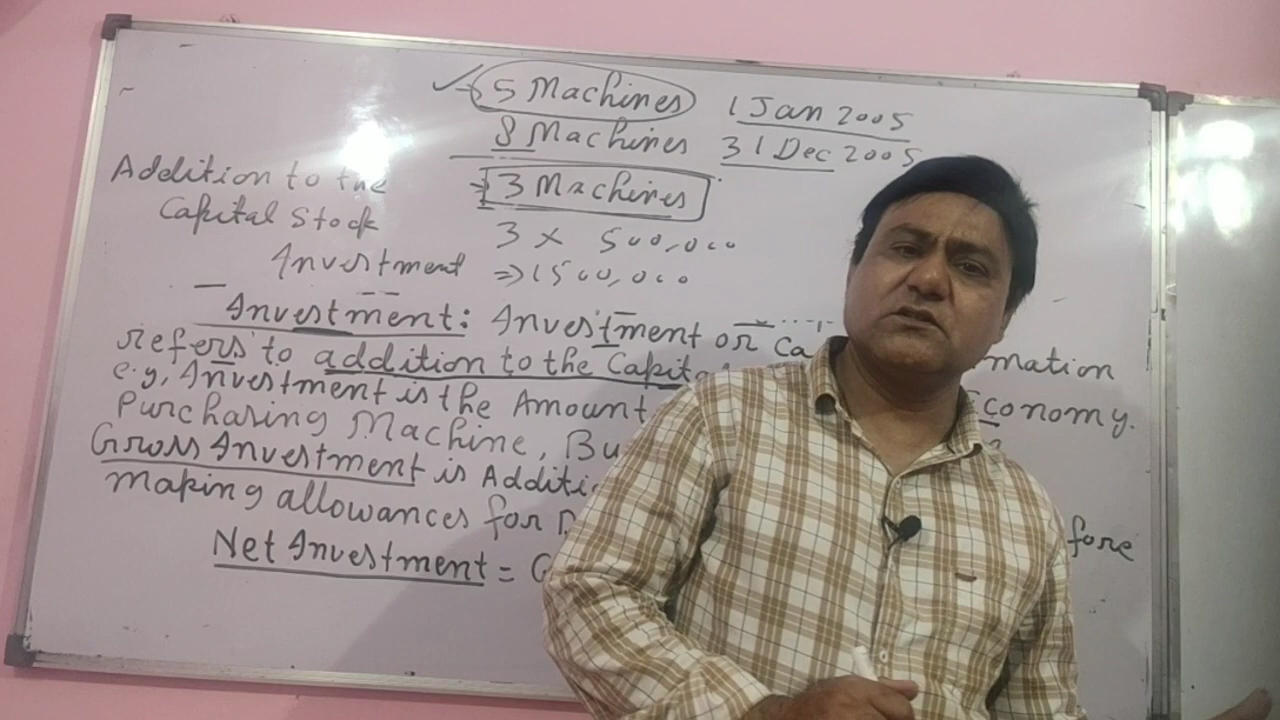 5 Machines 1 Jan 2005
8 Machines 31 Dec 2005
3 Machines
Addition to the
Capital Stock
3 × 500,000
Investment ⇒ 1500,000
Investment: Investment or Ca mation
refers to addition to the Capital Economy.
e.g, Investment is the Amount
Purchasing Machine,
Gross Investment is
making allowances for fore
Net Investment =